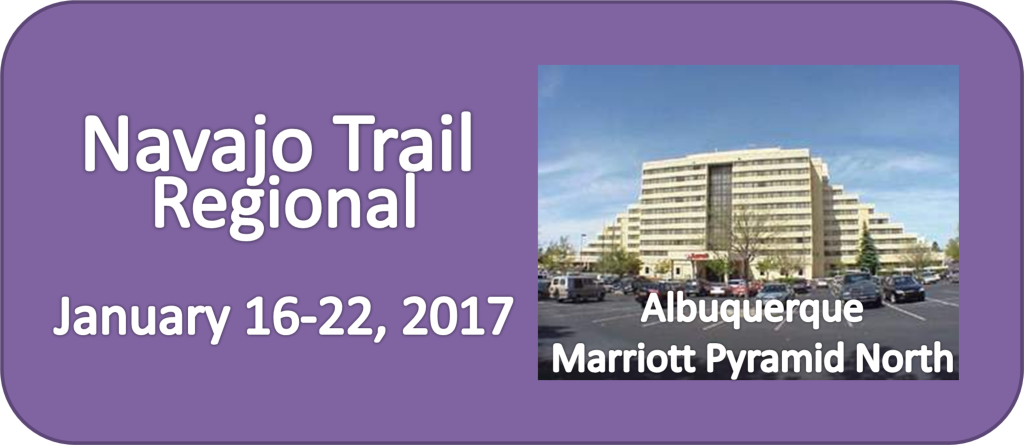 Navajo Trail
Regional
January 16-22, 2017
Albuquerque
Marriott Pyramid North